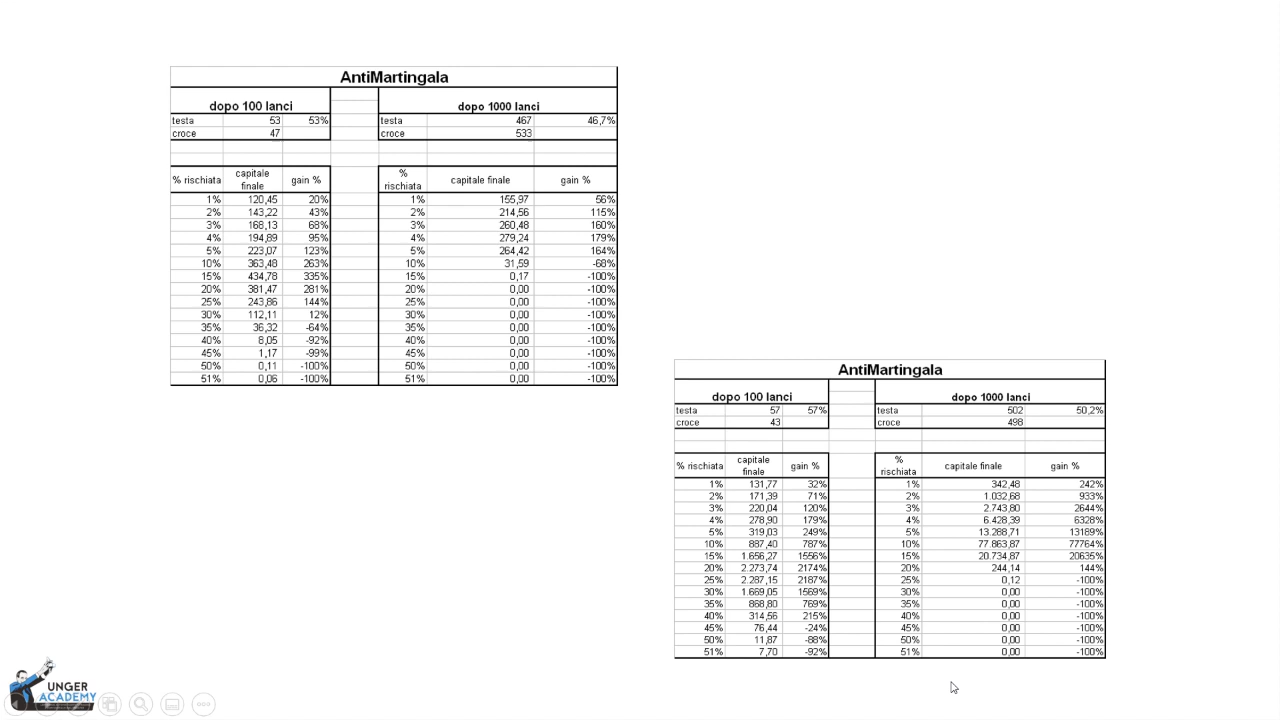 AntiMartingala
dopo 100 lanci dopo 1000 lanci
testa 53 53% testa 467 46,7%
croce 47 croce 533
% rischiata capitale finale gain % % rischiata capitale finale gain %
1% 120,45 20% 1% 155,97 56%
2% 143,22 43% 2% 214,56 115%
3% 168,13 68% 3% 260,48 160%
4% 194,89 95% 4% 279,24 179%
5% 223,07 123% 5% 264,42 164%
10% 363,48 263% 10% 31,59 -68%
15% 434,78 335% 15% 0,17 -100%
20% 381,47 281% 20% 0,00 -100%
25% 243,86 144% 25% 0,00 -100%
30% 112,11 12% 30% 0,00 -100%
35% 36,32 -64% 35% 0,00 -100%
40% 8,05 -92% 40% 0,00 -100%
45% 1,17 -99% 45% 0,00 -100%
50% 0,11 -100% 50% 0,00 -100%
51% 0,06 -100% 51% 0,00 -100%
AntiMartingala
dopo 100 lanci dopo 1000 lanci
testa 57 57% testa 502 50,2%
croce 43 croce 498
% rischiata capitale finale gain % % rischiata capitale finale gain %
1% 131,77 32% 1% 342,48 242%
2% 171,39 71% 2% 1.032,68 933%
3% 220,04 120% 3% 2.743,80 2644%
4% 278,90 179% 4% 6.428,39 6328%
5% 319,03 249% 5% 13.288,71 13189%
10% 887,40 787% 10% 77.863,87 77764%
15% 1.656,27 1556% 15% 20.734,87 20635%
20% 2.273,74 2174% 20% 244,14 144%
25% 2.287,15 2187% 25% 0,12 -100%
30% 1.669,05 1569% 30% 0,00 -100%
35% 868,80 769% 35% 0,00 -100%
40% 314,56 215% 40% 0,00 -100%
45% 76,44 -24% 45% 0,00 -100%
50% 11,87 -88% 50% 0,00 -100%
51% 7,70 -92% 51% 0,00 -100%
UNGER
ACADEMY